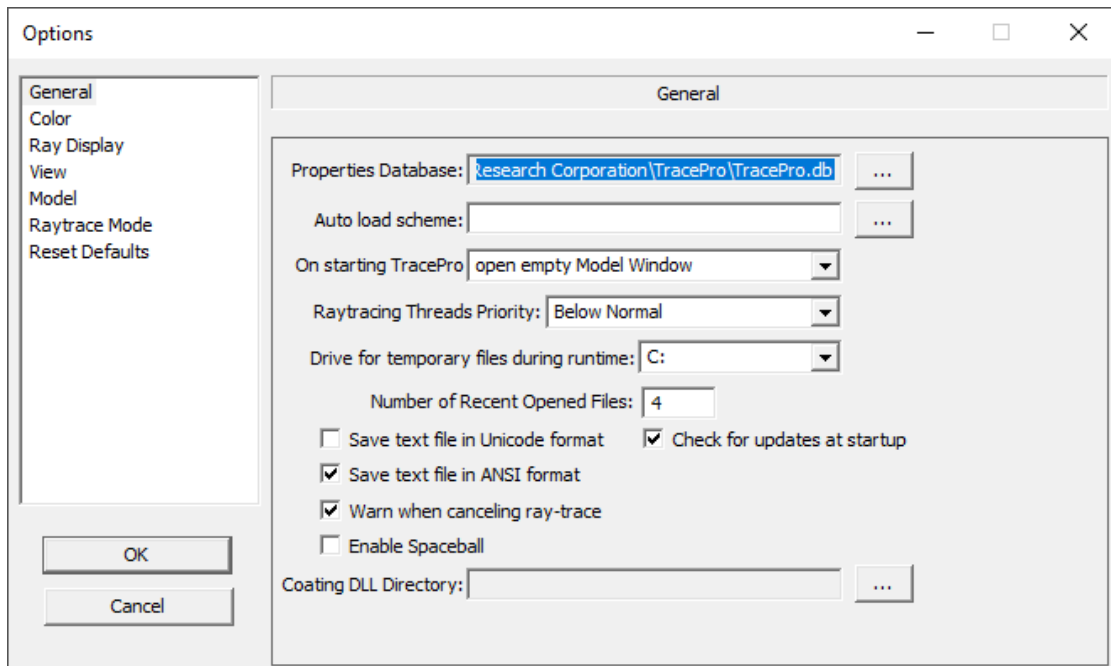 Options
General
Color
Ray Display
View
Model
Raytrace Mode
Reset Defaults
OK
Cancel
General
Properties Database: Research Corporation\TracePro\TracePro.db ...
Auto load scheme: ...
On starting TracePro open empty Model Window
Raytracing Threads Priority: Below Normal
Drive for temporary files during runtime: C:
Number of Recent Opened Files: 4
Save text file in Unicode format Check for updates at startup
Save text file in ANSI format
Warn when canceling ray-trace
Enable Spaceball
Coating DLL Directory: ...